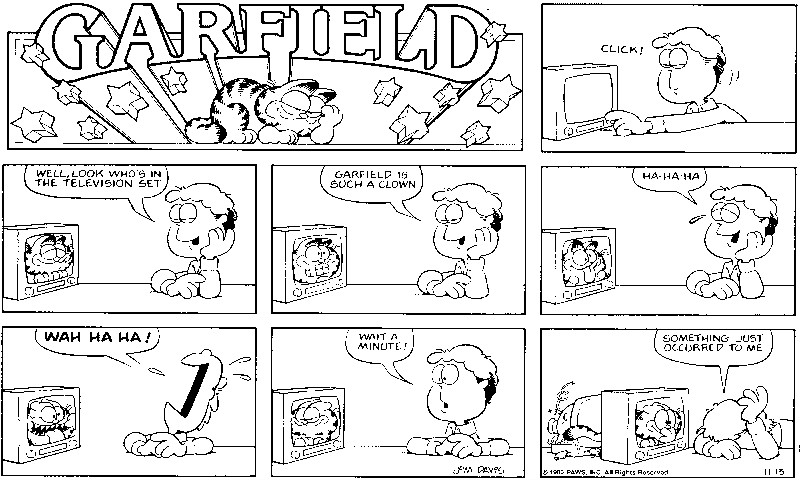 GARFIELD
CLICK!
WELL, LOOK WHO'S IN
THE TELEVISION SET
GARFIELD IS
SUCH A CLOWN
HA-HA-HA
WAH HA HA!
WAIT A
MINUTE!
JIM DAVIS
SOMETHING JUST
OCCURRED TO ME
© 1983 PAWS, INC. All Rights Reserved
11-13